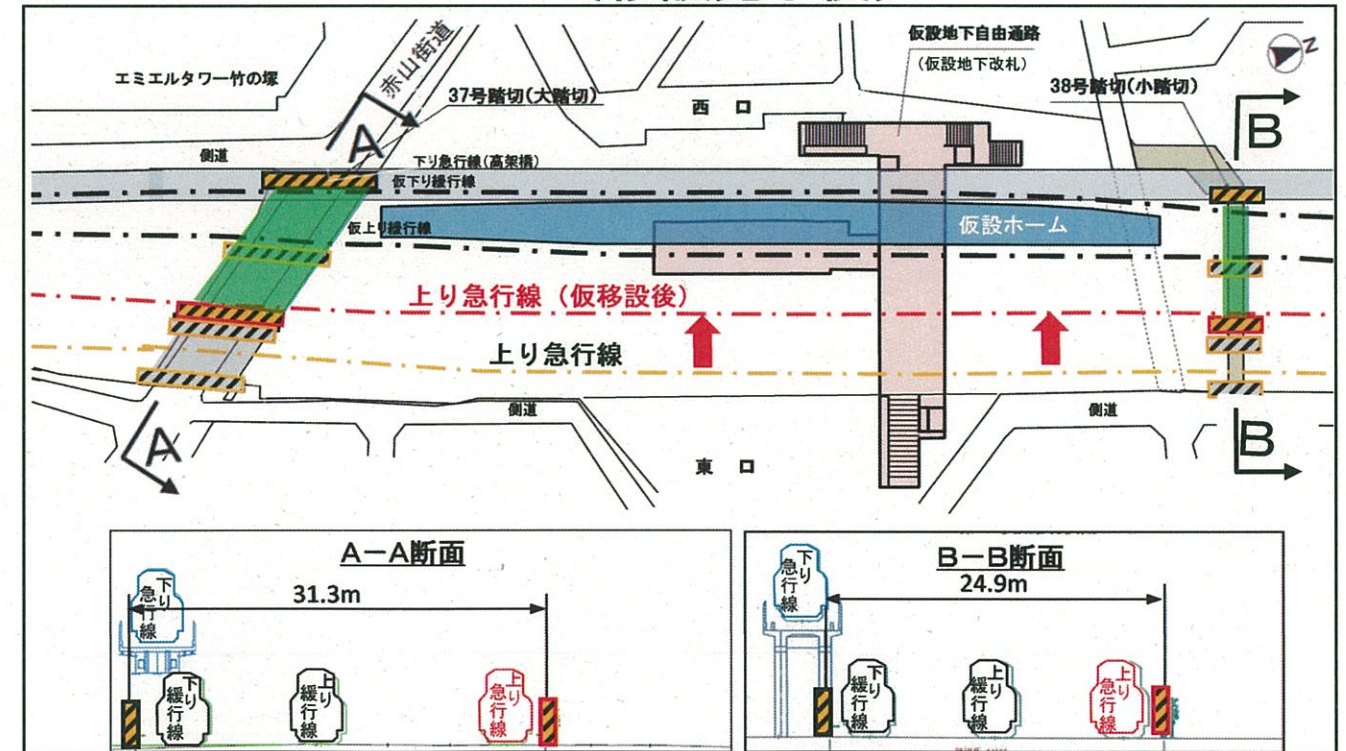 仮設地下自由通路
(仮設地下改札)
N
エミエルタワー竹の塚
赤山街道
37号踏切(大踏切)
西 口
38号踏切(小踏切)
A
B
側道
下り急行線(高架橋)
仮下り緩行線
仮上り緩行線
仮設ホーム
上り急行線(仮移設後)
上り急行線
側道
側道
A
B
東 口
A-A断面
31.3m
下り急行線
下り緩行線
上り緩行線
上り急行線
B-B断面
24.9m
下り急行線
下り緩行線
上り緩行線
上り急行線